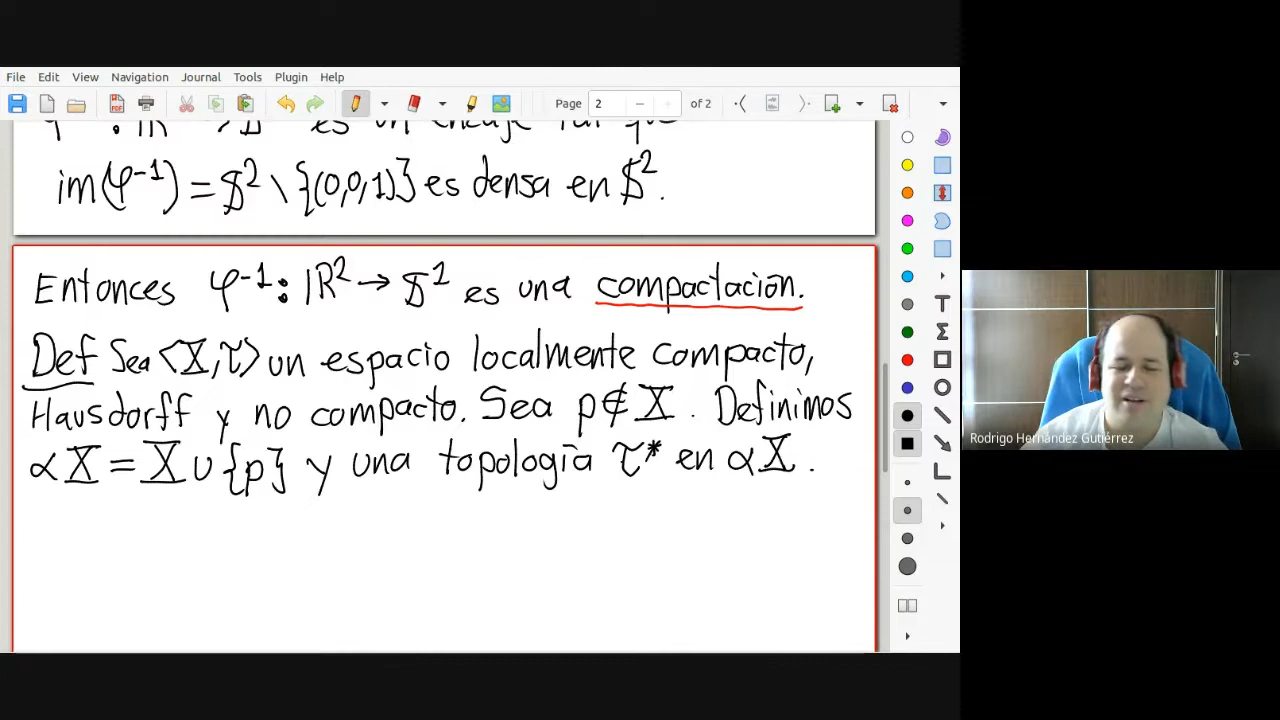 File Edit View Navigation Journal Tools Plugin Help
Page 2 of 2
im(φ⁻¹) = 𝕊² \ {(0,0,1)} es densa en 𝕊².
Entonces φ⁻¹: ℝ² → 𝕊² es una compactación.
Def Sea ⟨X, τ⟩ un espacio localmente compacto,
Hausdorff y no compacto. Sea p ∉ X. Definimos
αX = X ∪ {p} y una topología τ* en αX.
Rodrigo Hernández Gutiérrez